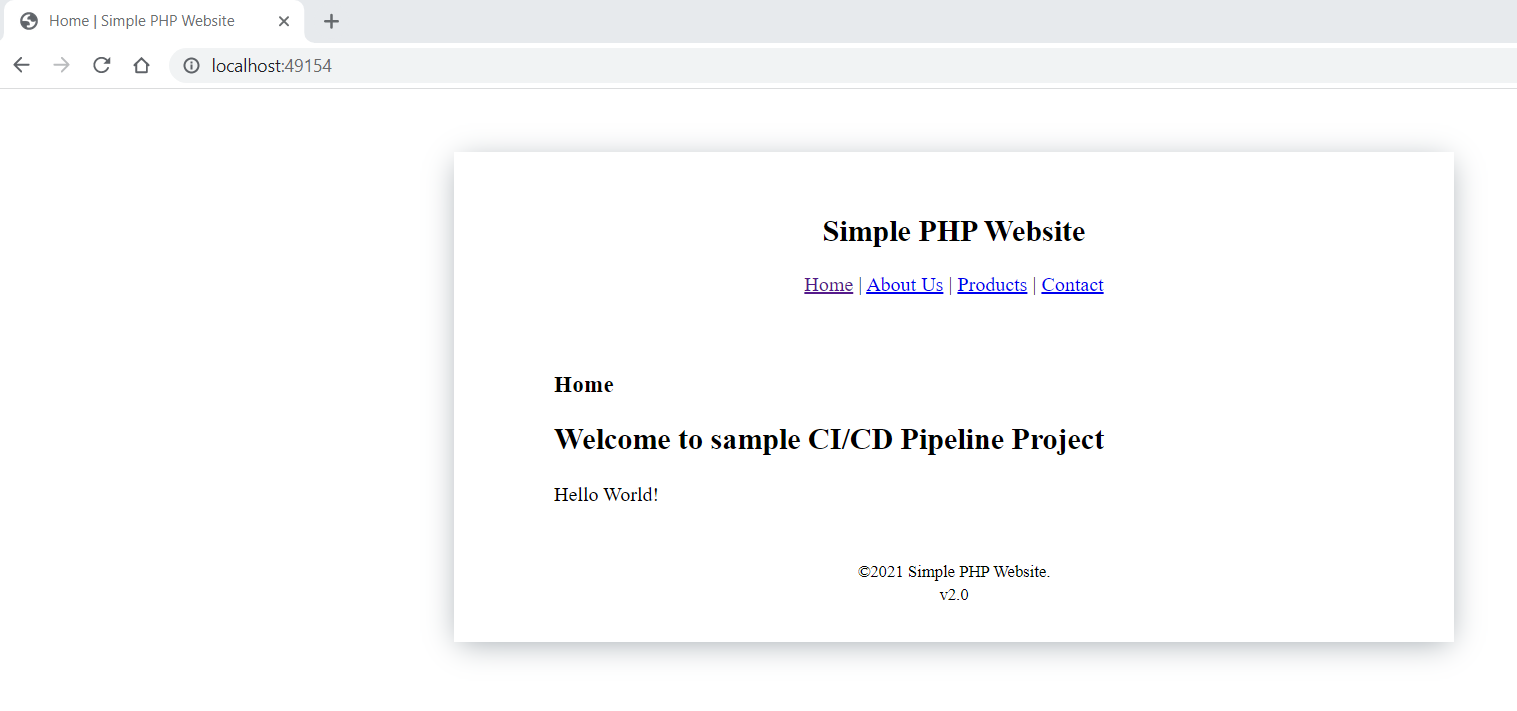 Home | Simple PHP Website
localhost:49154
Simple PHP Website
Home | About Us | Products | Contact
Home
Welcome to sample CI/CD Pipeline Project
Hello World!
©2021 Simple PHP Website.
v2.0